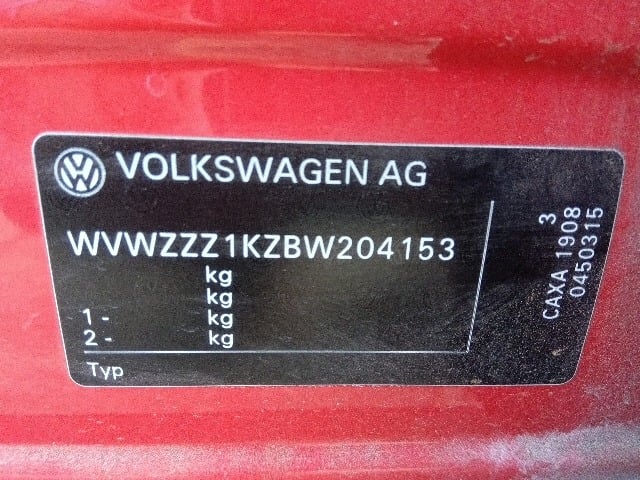 VOLKSWAGEN AG
WVWZZZ1KZBW204153
kg
kg
1 - kg
2 - kg
Typ
3
CAXA 1908
0450315